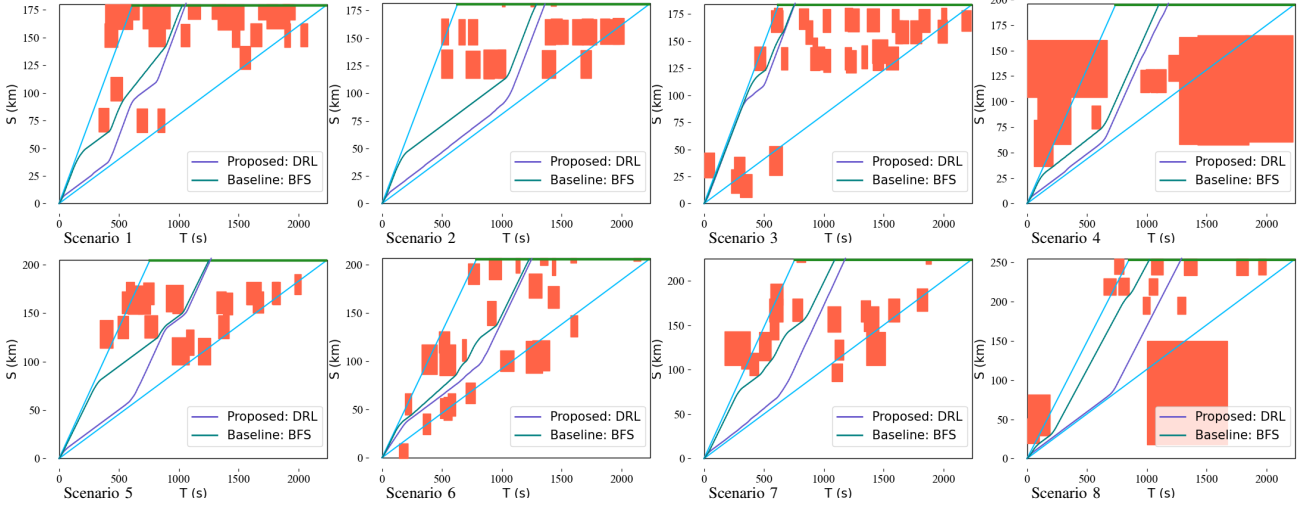 175
150
125
100
75
50
25
0
S (km)
Proposed: DRL
Baseline: BFS
0 500 1000 1500 2000
Scenario 1 T (s)
175
150
125
100
75
50
25
0
S (km)
Proposed: DRL
Baseline: BFS
0 500 1000 1500 2000
Scenario 2 T (s)
175
150
125
100
75
50
25
0
S (km)
Proposed: DRL
Baseline: BFS
0 500 1000 1500 2000
Scenario 3 T (s)
200
175
150
125
100
75
50
25
0
S (km)
Proposed: DRL
Baseline: BFS
0 500 1000 1500 2000
Scenario 4 T (s)
200
150
100
50
0
S (km)
Proposed: DRL
Baseline: BFS
0 500 1000 1500 2000
Scenario 5 T (s)
200
150
100
50
0
S (km)
Proposed: DRL
Baseline: BFS
0 500 1000 1500 2000
Scenario 6 T (s)
200
150
100
50
0
S (km)
Proposed: DRL
Baseline: BFS
0 500 1000 1500 2000
Scenario 7 T (s)
250
200
150
100
50
0
S (km)
Proposed: DRL
Baseline: BFS
0 500 1000 1500 2000
Scenario 8 T (s)